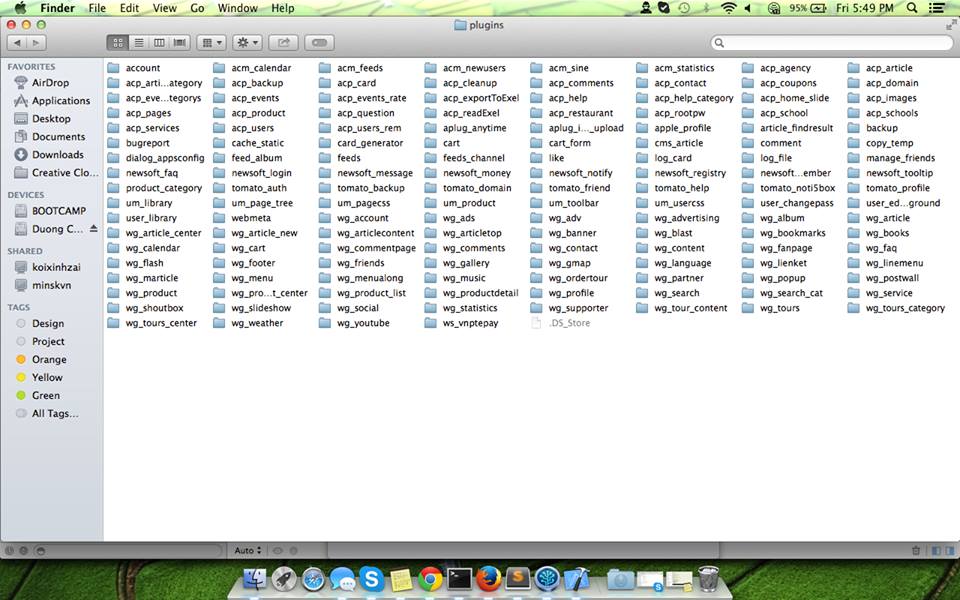 Finder File Edit View Go Window Help 95% Fri 5:49 PM
plugins
FAVORITES
AirDrop
Applications
Desktop
Documents
Downloads
Creative Clo...
DEVICES
BOOTCAMP
Duong C...
SHARED
koixinhzai
minskvn
TAGS
Design
Project
Orange
Yellow
Green
All Tags...
account acm_calendar acm_feeds acm_newusers acm_sine acm_statistics acp_agency acp_article
acp_arti...ategory acp_backup acp_card acp_cleanup acp_comments acp_contact acp_coupons acp_domain
acp_eve...tegorys acp_events acp_events_rate acp_exportToExel acp_help acp_help_category acp_home_slide acp_images
acp_pages acp_product acp_question acp_readExel acp_restaurant acp_rootpw acp_school acp_schools
acp_services acp_users acp_users_rem aplug_anytime aplug_i..._upload apple_profile article_findresult backup
bugreport cache_static card_generator cart cart_form cms_article comment copy_temp
dialog_appsconfig feed_album feeds feeds_channel like log_card log_file manage_friends
newsoft_faq newsoft_login newsoft_message newsoft_money newsoft_notify newsoft_registry newsoft...ember newsoft_tooltip
product_category tomato_auth tomato_backup tomato_domain tomato_friend tomato_help tomato_noti5box tomato_profile
um_library um_page_tree um_pagecss um_product um_toolbar um_usercss user_changepass user_ed...ground
user_library webmeta wg_account wg_ads wg_adv wg_advertising wg_album wg_article
wg_article_center wg_article_new wg_articlecontent wg_articletop wg_banner wg_blast wg_bookmarks wg_books
wg_calendar wg_cart wg_commentpage wg_comments wg_contact wg_content wg_fanpage wg_faq
wg_flash wg_footer wg_friends wg_gallery wg_gmap wg_language wg_lienket wg_linemenu
wg_marticle wg_menu wg_menualong wg_music wg_ordertour wg_partner wg_popup wg_postwall
wg_product wg_pro...t_center wg_product_list wg_productdetail wg_profile wg_search wg_search_cat wg_service
wg_shoutbox wg_slideshow wg_social wg_statistics wg_supporter wg_tour_content wg_tours wg_tours_category
wg_tours_center wg_weather wg_youtube ws_vnptepay .DS_Store
Auto